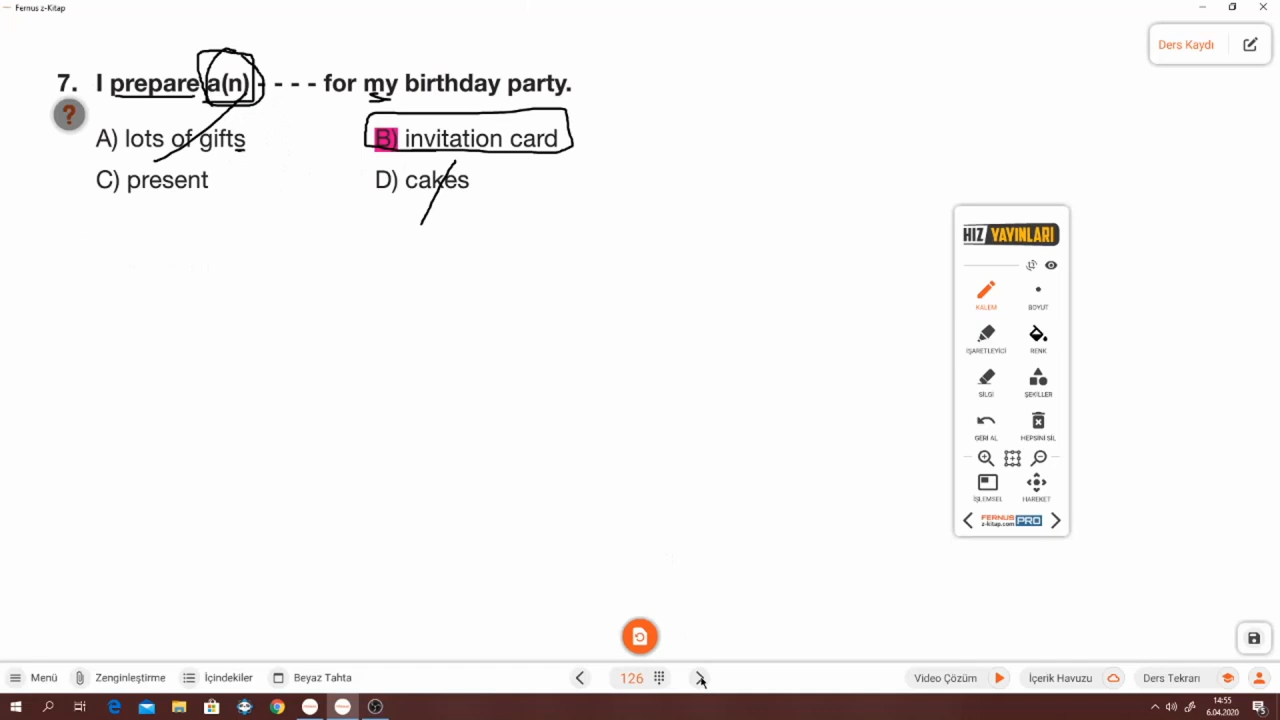 Fernus z-Kitap
Ders Kaydı
7. I prepare a(n) - - - - for my birthday party.
?
A) lots of gifts
B) invitation card
C) present
D) cakes
HIZ YAYINLARI
KALEM
BOYUT
İŞARETLEYİCİ
RENK
SİLGİ
ŞEKİLLER
GERİ AL
HEPSİNİ SİL
İŞLEMSEL
HAREKET
FERNUS
z-kitap.com PRO
Menü
Zenginleştirme
İçindekiler
Beyaz Tahta
126
Video Çözüm
İçerik Havuzu
Ders Tekrarı
14:55
6.04.2020